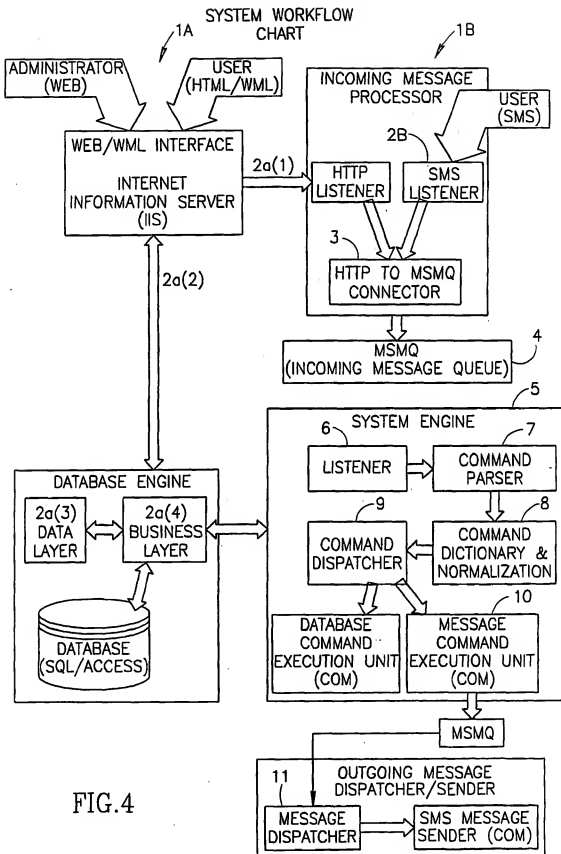 SYSTEM WORKFLOW
CHART
1A
1B
ADMINISTRATOR
(WEB)
USER
(HTML/WML)
INCOMING MESSAGE
PROCESSOR
USER
(SMS)
WEB/WML INTERFACE
INTERNET
INFORMATION SERVER
(IIS)
2a(1)
2B
HTTP
LISTENER
SMS
LISTENER
3
HTTP TO MSMQ
CONNECTOR
2a(2)
4
MSMQ
(INCOMING MESSAGE QUEUE)
5
SYSTEM ENGINE
6
7
LISTENER
COMMAND
PARSER
DATABASE ENGINE
2a(3)
DATA
LAYER
2a(4)
BUSINESS
LAYER
9
8
COMMAND
DISPATCHER
COMMAND
DICTIONARY &
NORMALIZATION
10
DATABASE
(SQL/ACCESS)
DATABASE
COMMAND
EXECUTION UNIT
(COM)
MESSAGE
COMMAND
EXECUTION UNIT
(COM)
MSMQ
OUTGOING MESSAGE
DISPATCHER/SENDER
11
MESSAGE
DISPATCHER
SMS MESSAGE
SENDER (COM)
FIG.4